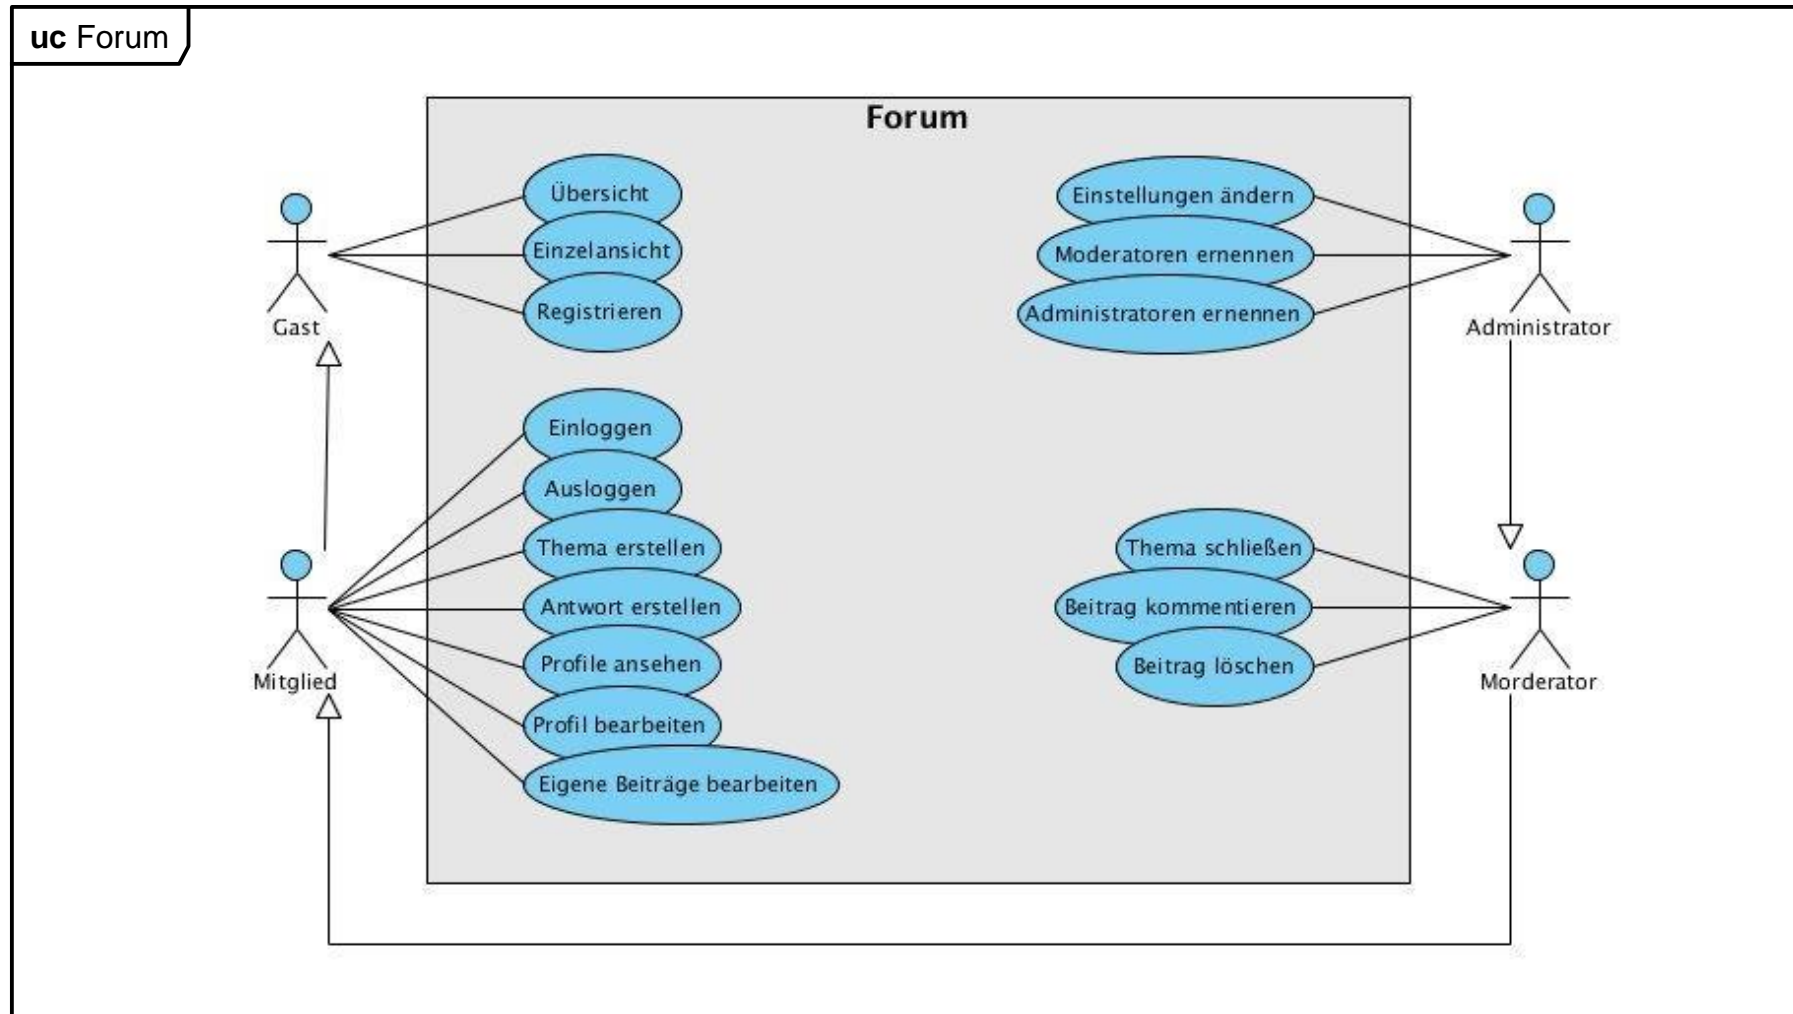 uc Forum
Forum
Übersicht
Einzelansicht
Registrieren
Gast
Einstellungen ändern
Moderatoren ernennen
Administratoren ernennen
Administrator
Einloggen
Ausloggen
Thema erstellen
Antwort erstellen
Profile ansehen
Profil bearbeiten
Eigene Beiträge bearbeiten
Mitglied
Thema schließen
Beitrag kommentieren
Beitrag löschen
Morderator